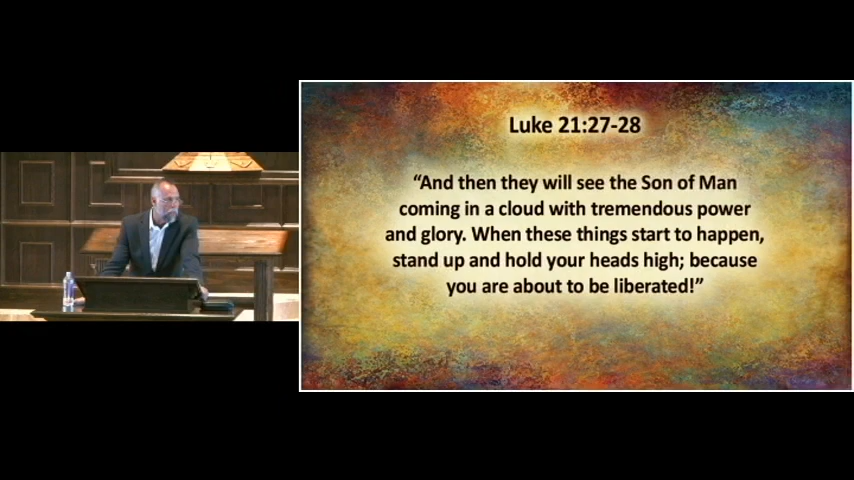 Luke 21:27-28
“And then they will see the Son of Man
coming in a cloud with tremendous power
and glory. When these things start to happen,
stand up and hold your heads high; because
you are about to be liberated!”